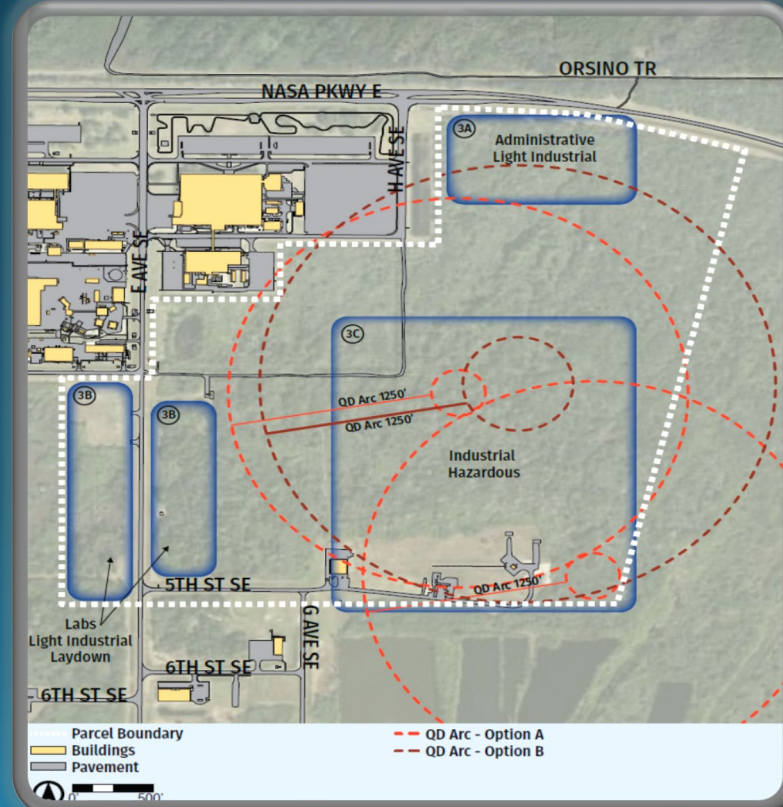 ORSINO TR
NASA PKWY E
3A
Administrative
Light Industrial
H AVE SE
E AVE SE
3C
3B
3B
QD Arc 1250'
QD Arc 1250'
Industrial
Hazardous
QD Arc 1250'
5TH ST SE
Labs
Light Industrial
Laydown
G AVE SE
6TH ST SE
6TH ST SE
Parcel Boundary
Buildings
Pavement
QD Arc - Option A
QD Arc - Option B
0' 500'